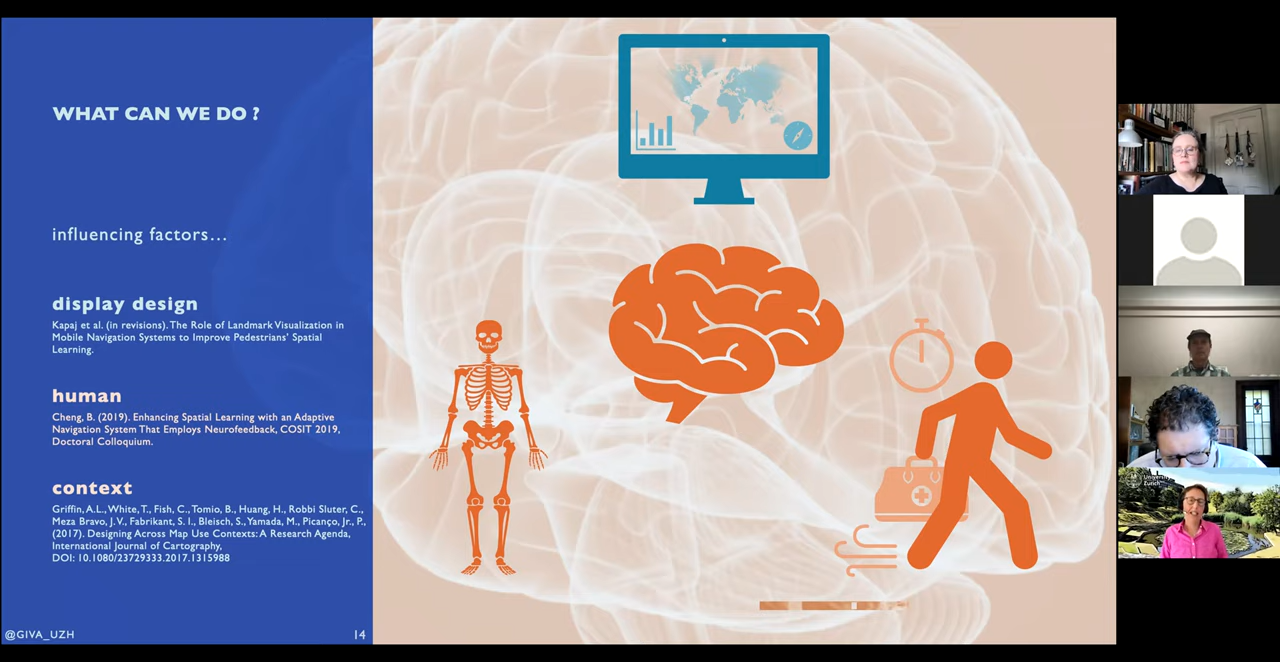 WHAT CAN WE DO ?
influencing factors...
display design
Kapaj et al. (in revisions). The Role of Landmark Visualization in
Mobile Navigation Systems to Improve Pedestrians' Spatial
Learning.
human
Cheng, B. (2019). Enhancing Spatial Learning with an Adaptive
Navigation System That Employs Neurofeedback, COSIT 2019,
Doctoral Colloquium.
context
Griffin, A.L., White, T., Fish, C., Tomio, B., Huang, H., Robbi Sluter, C.,
Meza Bravo, J.V., Fabrikant, S. I., Bleisch, S., Yamada, M., Picanço, Jr., P.,
(2017). Designing Across Map Use Contexts: A Research Agenda,
International Journal of Cartography,
DOI: 10.1080/23729333.2017.1315988
@GIVA_UZH
14
University
Zurich